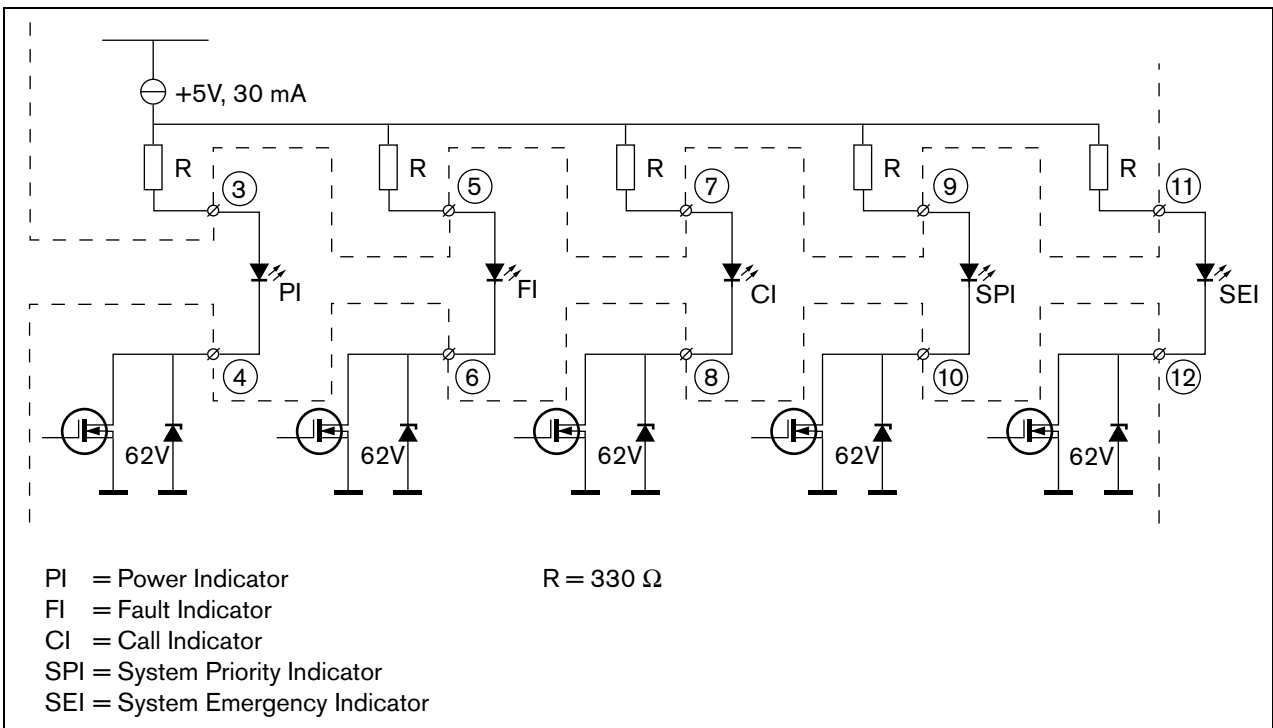 +5V, 30 mA
R R R R R
3 5 7 9 11
PI FI CI SPI SEI
4 6 8 10 12
62V 62V 62V 62V 62V
PI = Power Indicator R = 330 Ω
FI = Fault Indicator
CI = Call Indicator
SPI = System Priority Indicator
SEI = System Emergency Indicator